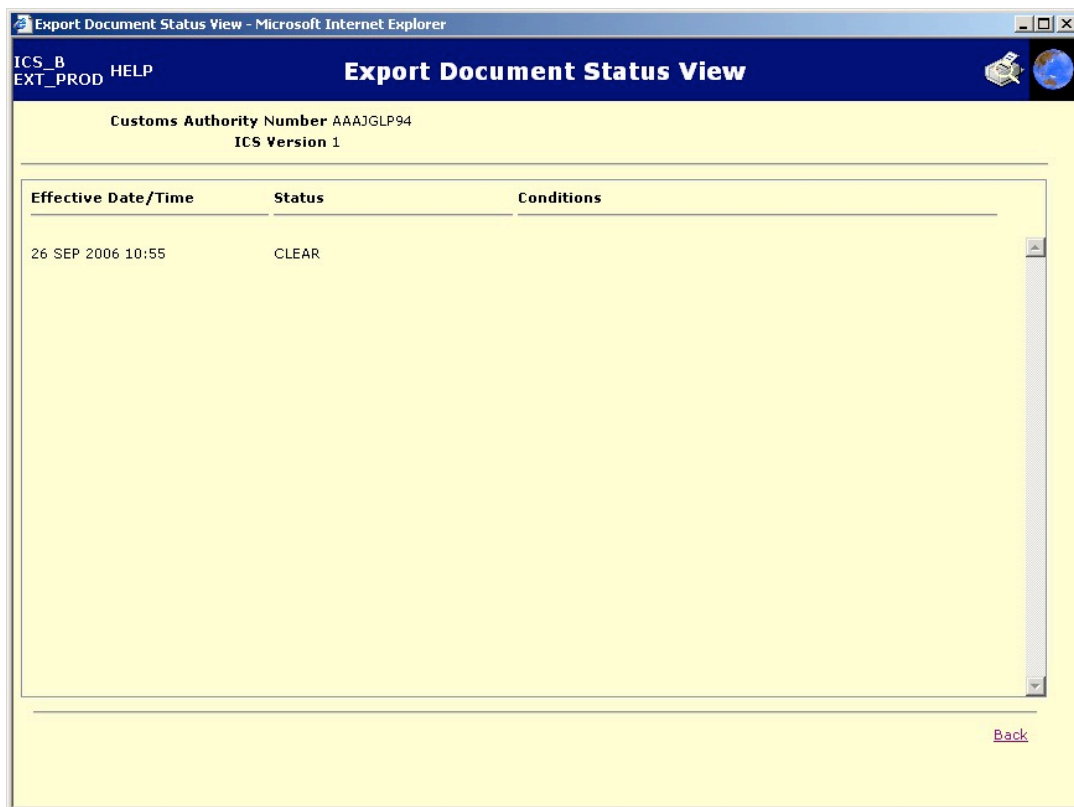 Export Document Status View - Microsoft Internet Explorer
ICS_B
EXT_PROD HELP
Export Document Status View
Customs Authority Number AAAJGLP94
ICS Version 1
Effective Date/Time Status Conditions
26 SEP 2006 10:55 CLEAR
Back